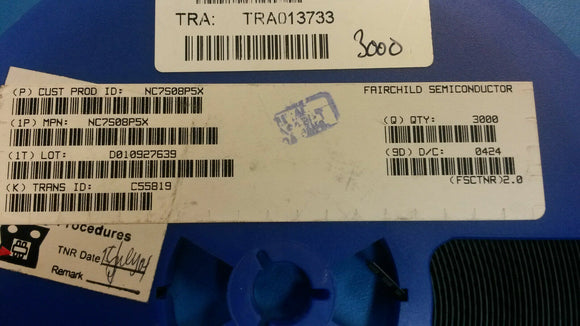 TRA: TRA013733
3000
(P) CUST PROD ID: NC7S08P5X
FAIRCHILD SEMICONDUCTOR
(1P) MPN: NC7S08P5X
(Q) QTY: 3000
(1T) LOT: D010927639
(9D) D/C: 0424
(K) TRANS ID: C55819
(FSCTNR)2.0
rocedures
TNR Date
Remark